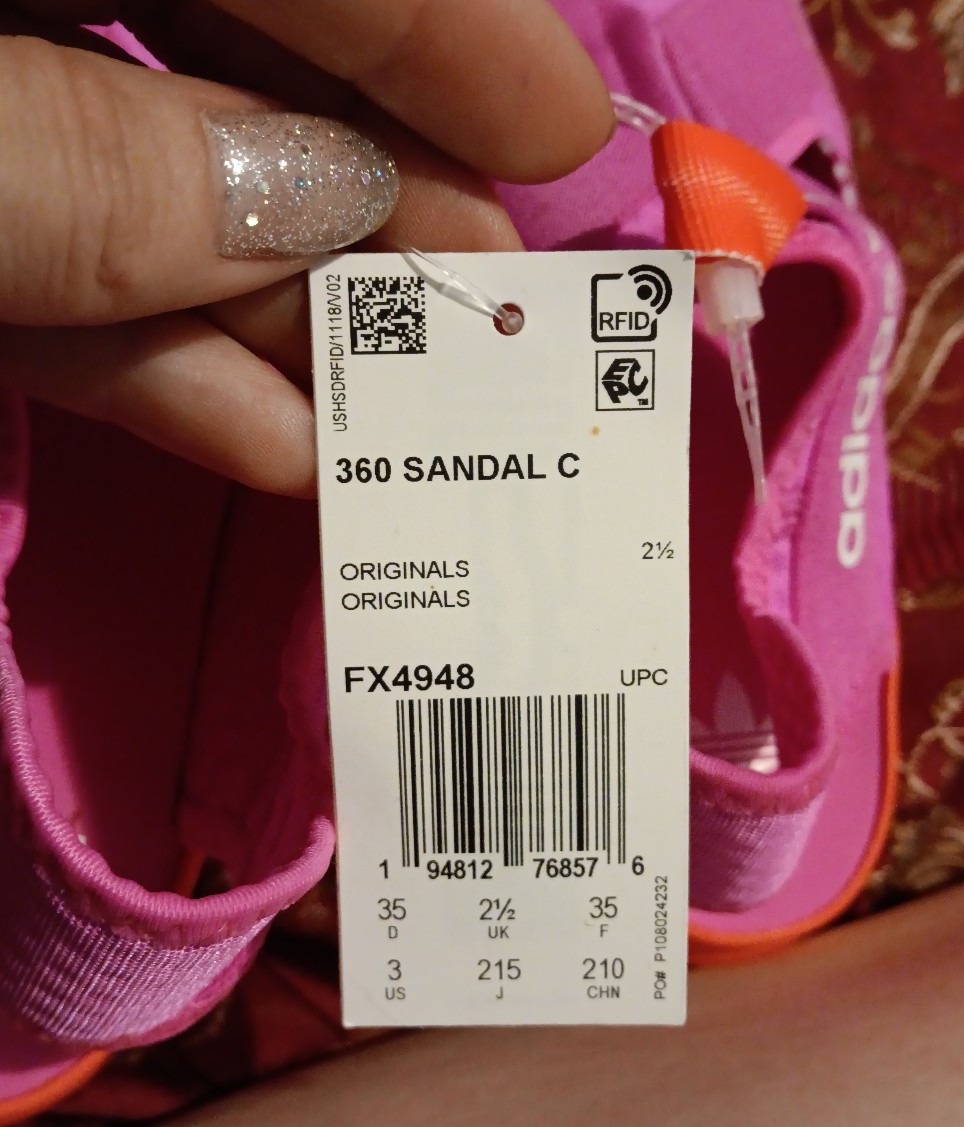 USHSDRFID/1118/V02
RFID
EPC™
360 SANDAL C
2½
ORIGINALS
ORIGINALS
FX4948
UPC
1 94812 76857 6
35 2½ 35
D UK F
3 215 210
US J CHN
PO# P108024232
adidas